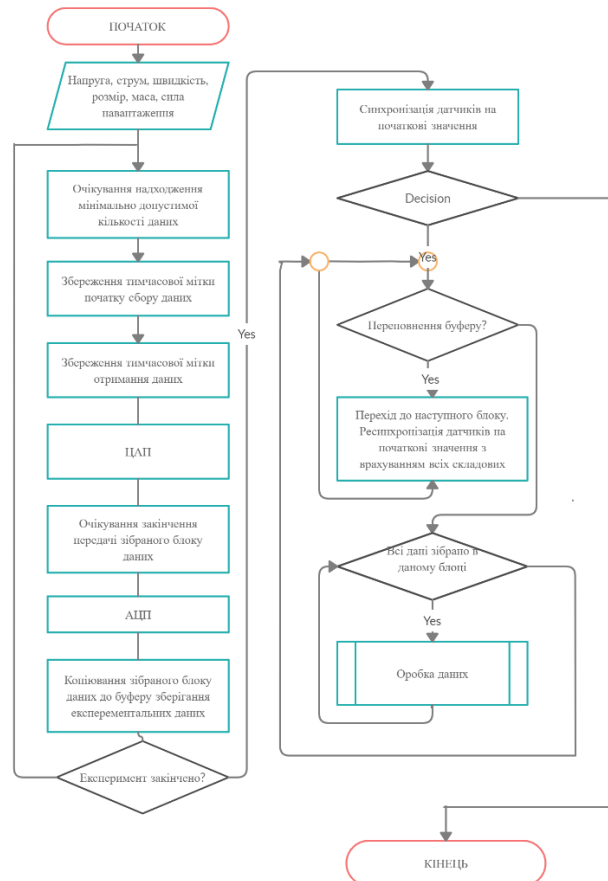 ПОЧАТОК
Напруга, струм, швидкість,
розмір, маса, сила
навантаження
Очікування надходження
мінімально допустимої
кількості даних
Збереження тимчасової мітки
початку сбору даних
Збереження тимчасової мітки
отримання даних
ЦАП
Очікування закінчення
передачі зібраного блоку
даних
АЦП
Копіювання зібраного блоку
даних до буферу зберігання
експерементальних даних
Експеримент закінчено?
Yes
Синхронізація датчиків на
початкові значення
Decision
Yes
Переповнення буферу?
Yes
Перехід до наступного блоку.
Ресинхронізація датчиків на
початкові значення з
врахуванням всіх складових
Всі дані зібрано в
даному блоці
Yes
Оробка даних
КІНЕЦЬ